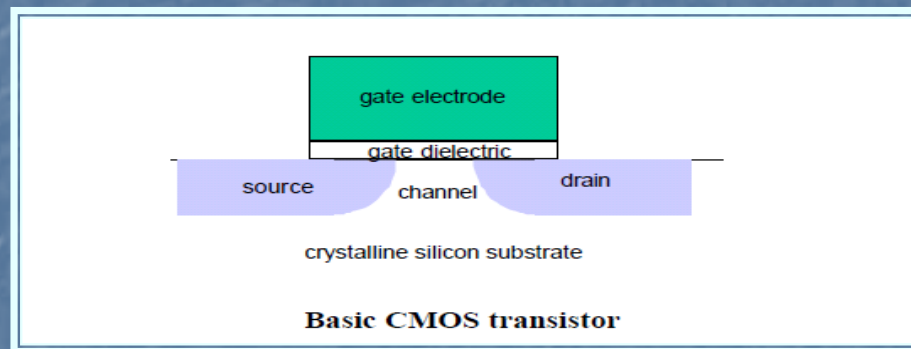 gate electrode
gate dielectric
source
channel
drain
crystalline silicon substrate
Basic CMOS transistor